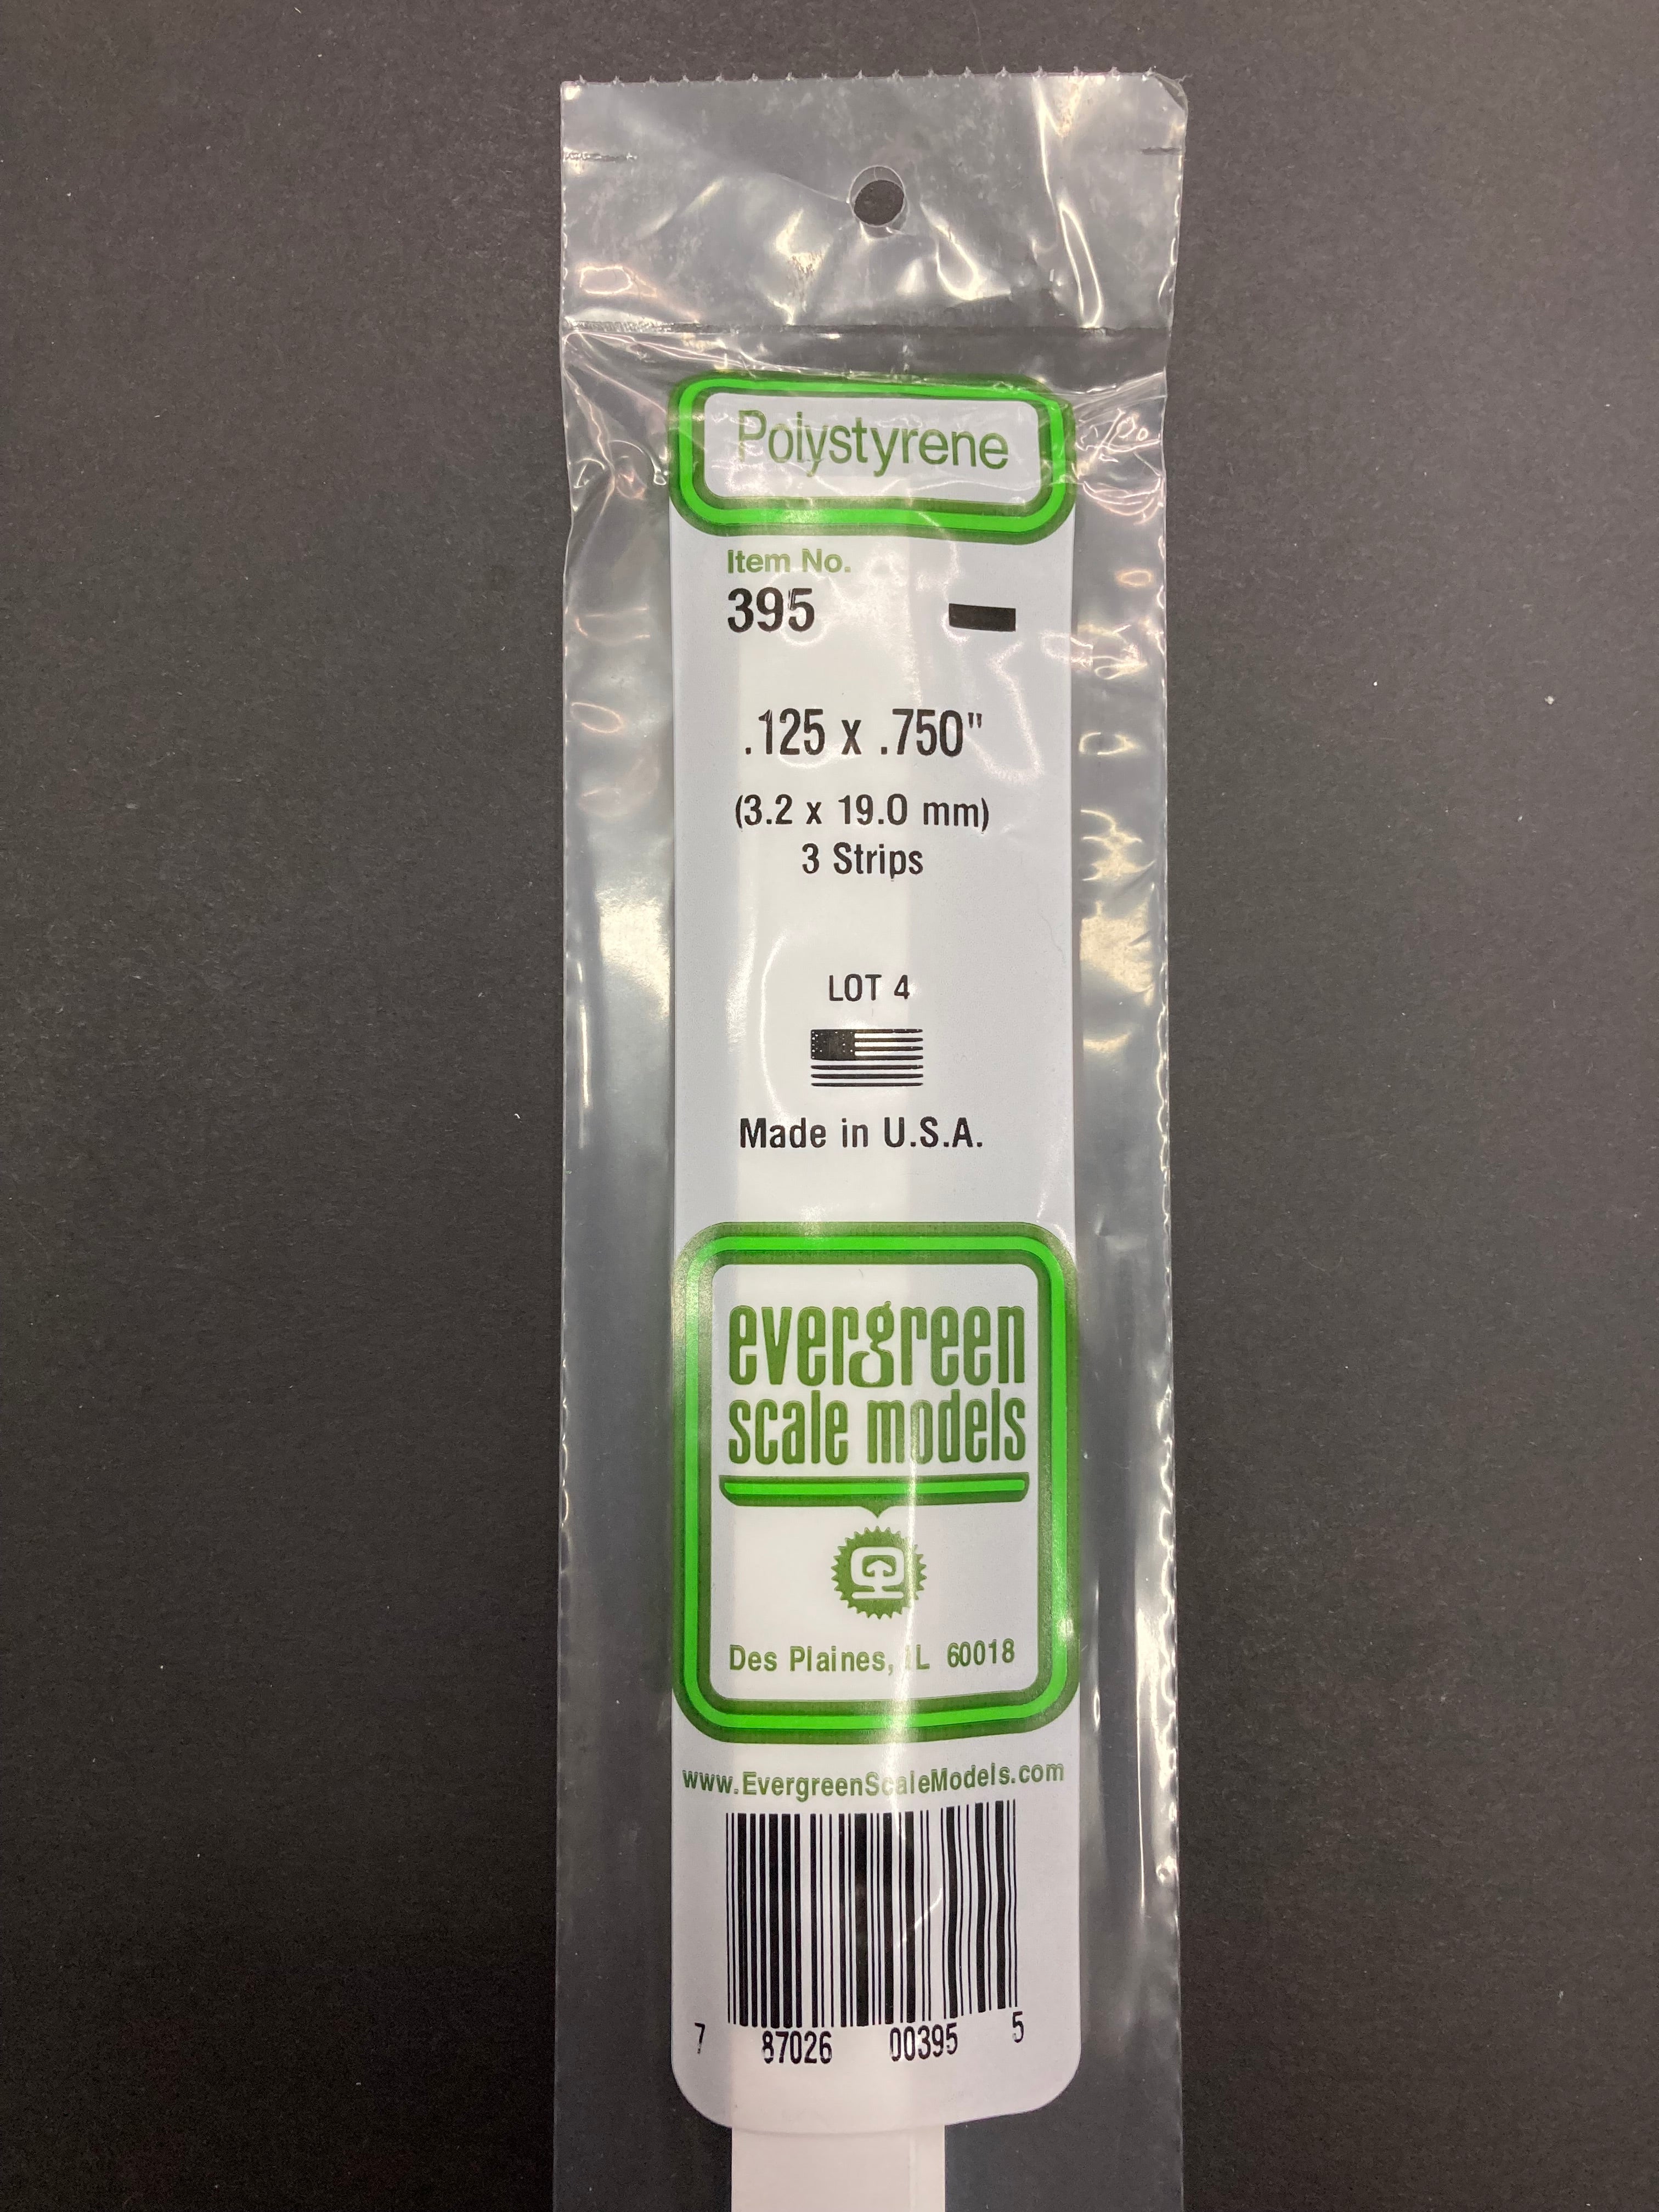 Polystyrene
Item No.
395
.125 x .750"
(3.2 x 19.0 mm)
3 Strips
LOT 4
Made in U.S.A.
evergreen
scale models
Des Plaines, IL 60018
www.EvergreenScaleModels.com
7 87026 00395 5